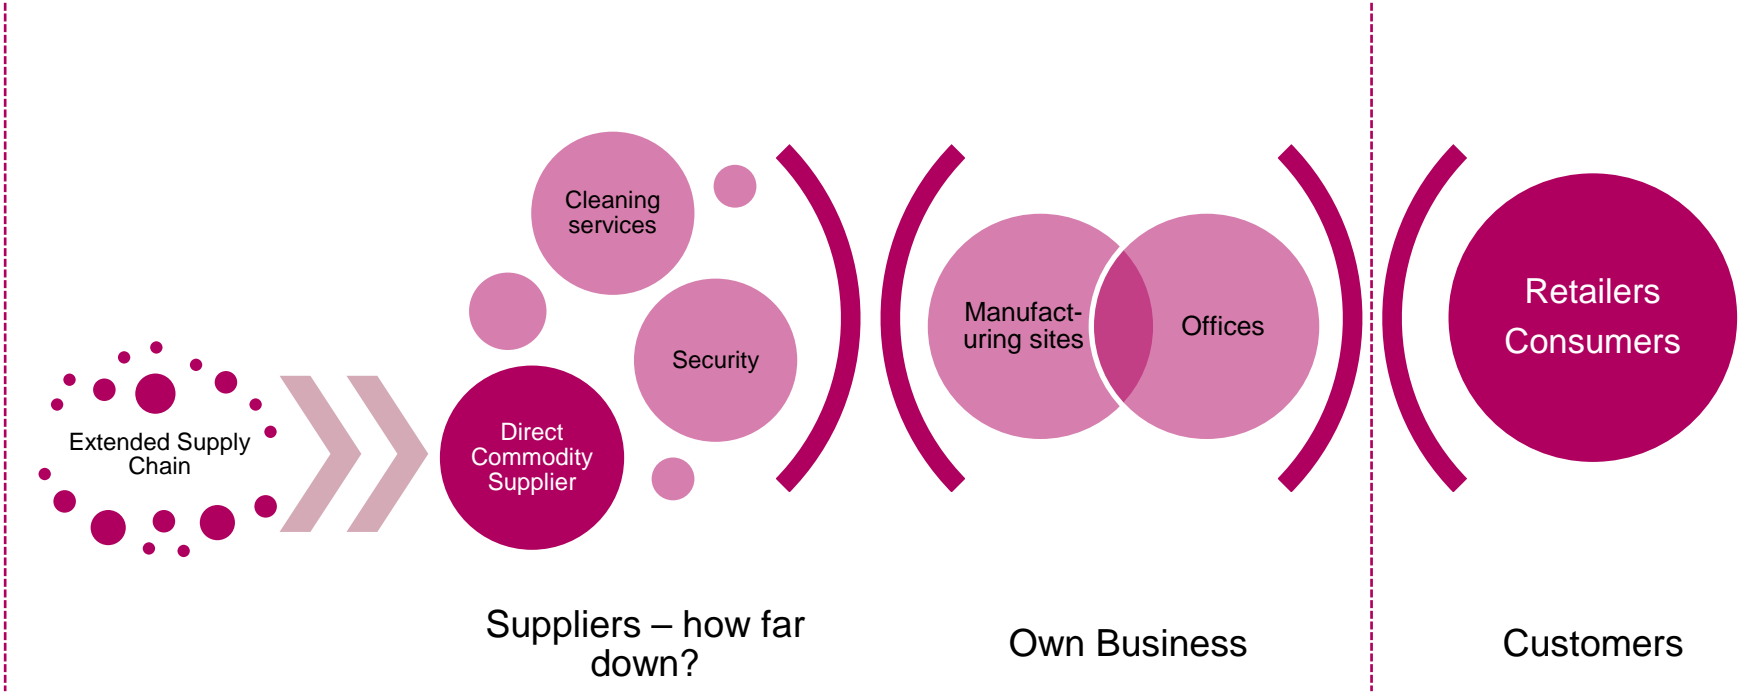 Cleaning
services
Security
Extended Supply
Chain
Direct
Commodity
Supplier
Manufact-
uring sites
Offices
Retailers
Consumers
Suppliers – how far
down?
Own Business
Customers